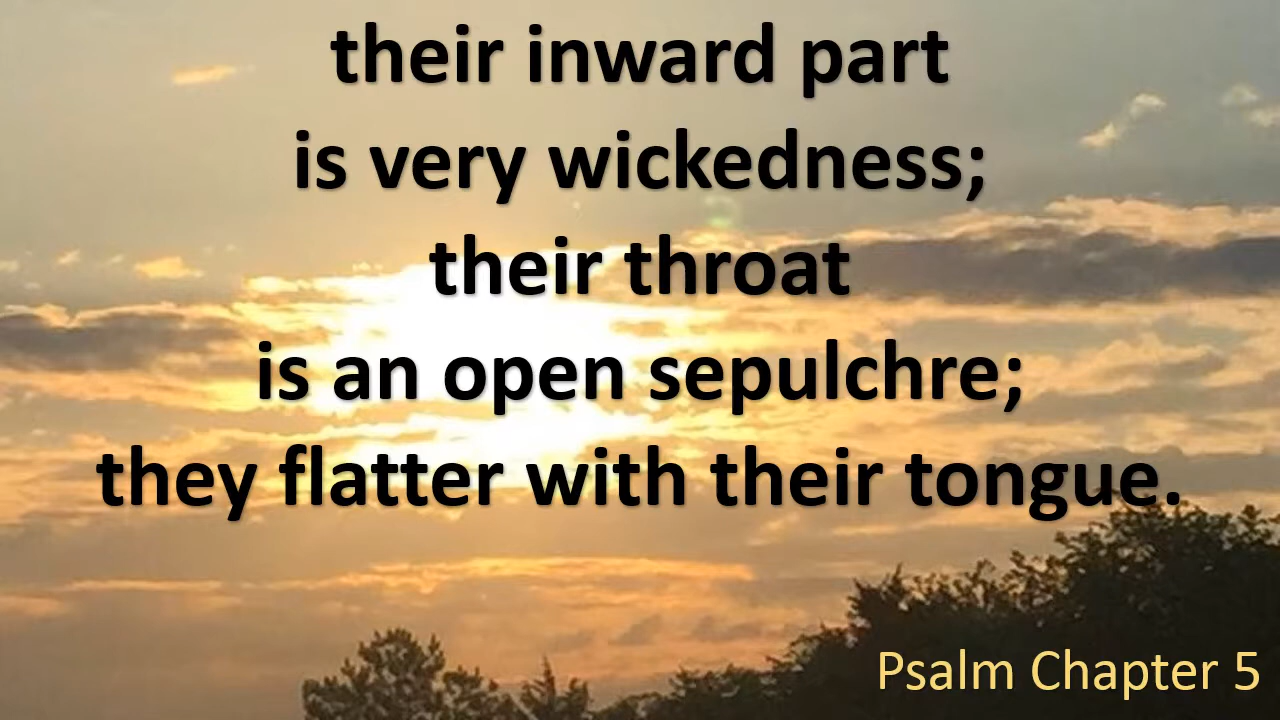 their inward part
is very wickedness;
their throat
is an open sepulchre;
they flatter with their tongue.
Psalm Chapter 5